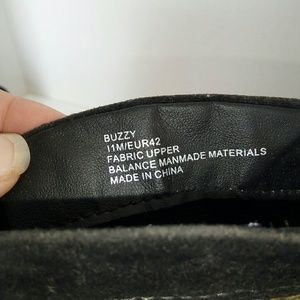 BUZZY
11M/EUR42
FABRIC UPPER
BALANCE MANMADE MATERIALS
MADE IN CHINA